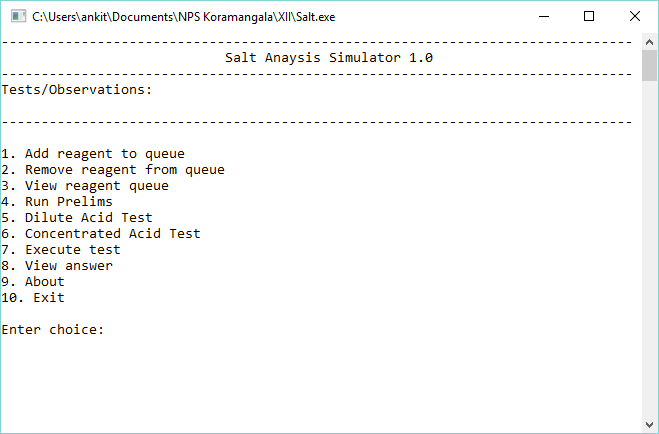 C:\Users\ankit\Documents\NPS Koramangala\XII\Salt.exe
-------------------------------------------------------------------------------
Salt Anaysis Simulator 1.0
-------------------------------------------------------------------------------
Tests/Observations:
-------------------------------------------------------------------------------
1. Add reagent to queue
2. Remove reagent from queue
3. View reagent queue
4. Run Prelims
5. Dilute Acid Test
6. Concentrated Acid Test
7. Execute test
8. View answer
9. About
10. Exit
Enter choice: